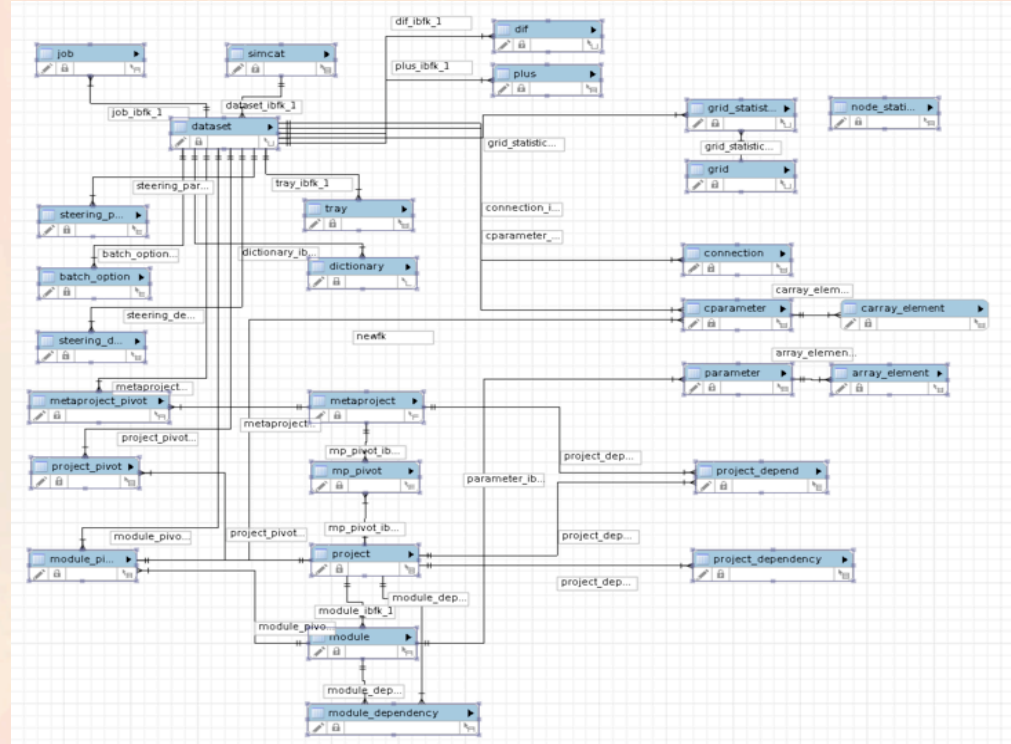 dif_ibfk_1
dif
job
simcat
plus_ibfk_1
plus
job_ibfk_1
dataset_ibfk_1
grid_statist...
node_stati...
dataset
grid_statistic...
grid_statistic...
grid
steering_par...
tray_ibfk_1
steering_p...
tray
connection_i...
cparameter_...
batch_option...
dictionary_ib...
connection
batch_option
dictionary
carray_elem...
cparameter
carray_element
steering_de...
newfk
steering_d...
array_elemen...
parameter
array_element
metaproject...
metaproject_pivot
metaproject
metaproject...
project_pivot...
mp_pivot_ib...
project_dep...
project_pivot
mp_pivot
parameter_ib...
project_depend
module_pivo...
project_pivot
mp_pivot_ib...
project_dep...
module_pi...
project
project_dependency
project_dep...
module_dep...
module_ibfk_1
module_pivo...
module
module_dep...
module_dependency